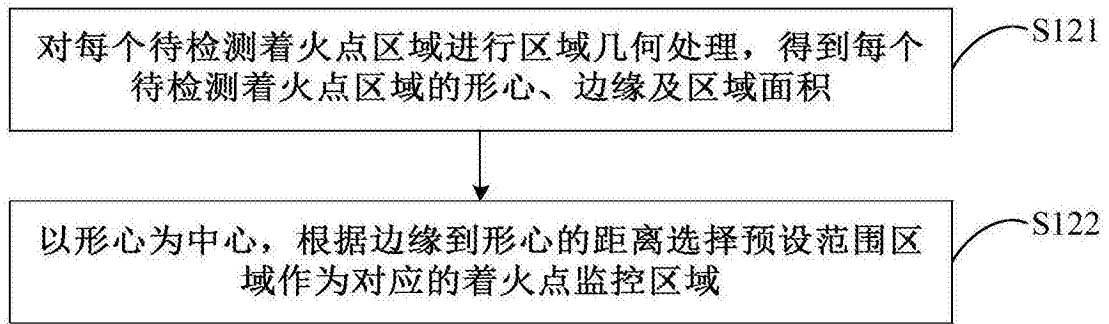 对每个待检测着火点区域进行区域几何处理，得到每个
待检测着火点区域的形心、边缘及区域面积
S121
以形心为中心，根据边缘到形心的距离选择预设范围区
域作为对应的着火点监控区域
S122